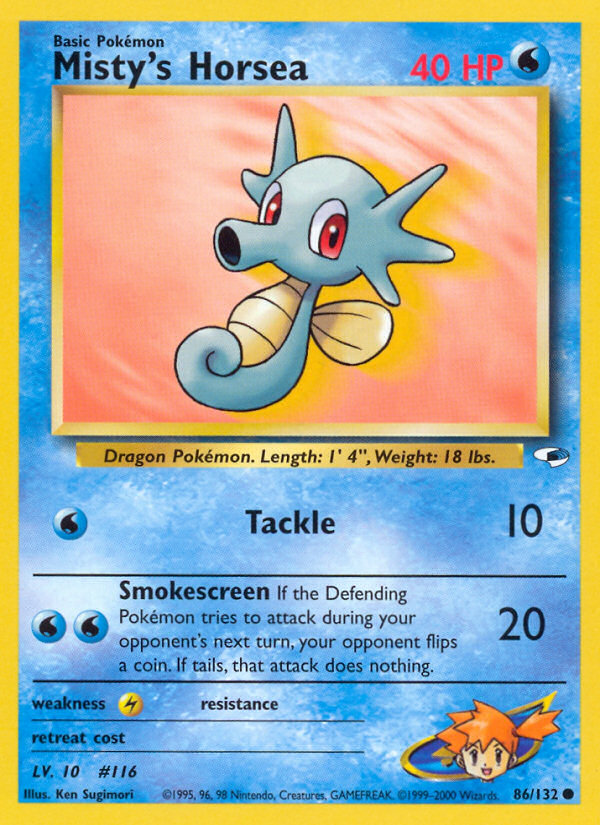 Basic Pokémon
Misty's Horsea 40 HP
Dragon Pokémon. Length: 1' 4", Weight: 18 lbs.
Tackle 10
Smokescreen If the Defending
Pokémon tries to attack during your
opponent's next turn, your opponent flips
a coin. If tails, that attack does nothing.
20
weakness resistance
retreat cost
LV. 10 #116
Illus. Ken Sugimori ©1995, 96, 98 Nintendo, Creatures, GAMEFREAK. ©1999-2000 Wizards. 86/132